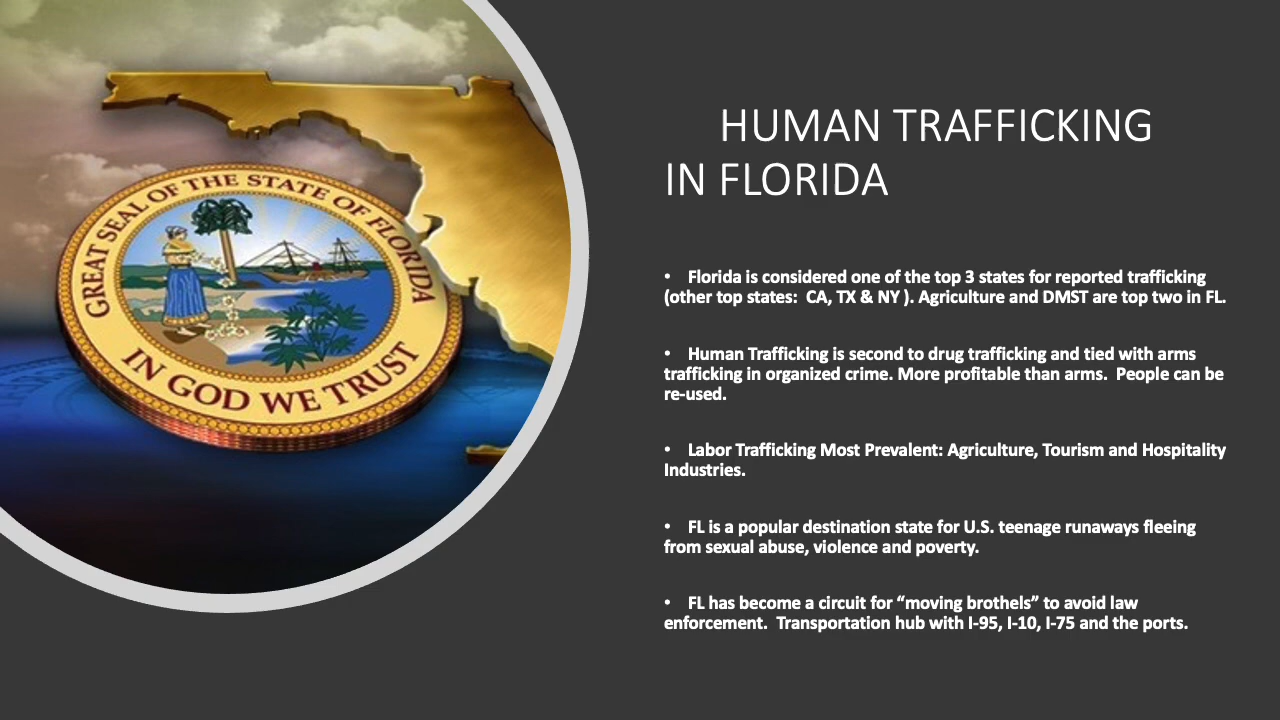 GREAT SEAL OF THE STATE OF FLORIDA
IN GOD WE TRUST
HUMAN TRAFFICKING
IN FLORIDA
• Florida is considered one of the top 3 states for reported trafficking
(other top states:  CA, TX & NY ). Agriculture and DMST are top two in FL.
• Human Trafficking is second to drug trafficking and tied with arms
trafficking in organized crime. More profitable than arms.  People can be
re-used.
• Labor Trafficking Most Prevalent: Agriculture, Tourism and Hospitality
Industries.
• FL is a popular destination state for U.S. teenage runaways fleeing
from sexual abuse, violence and poverty.
• FL has become a circuit for “moving brothels” to avoid law
enforcement.  Transportation hub with I-95, I-10, I-75 and the ports.